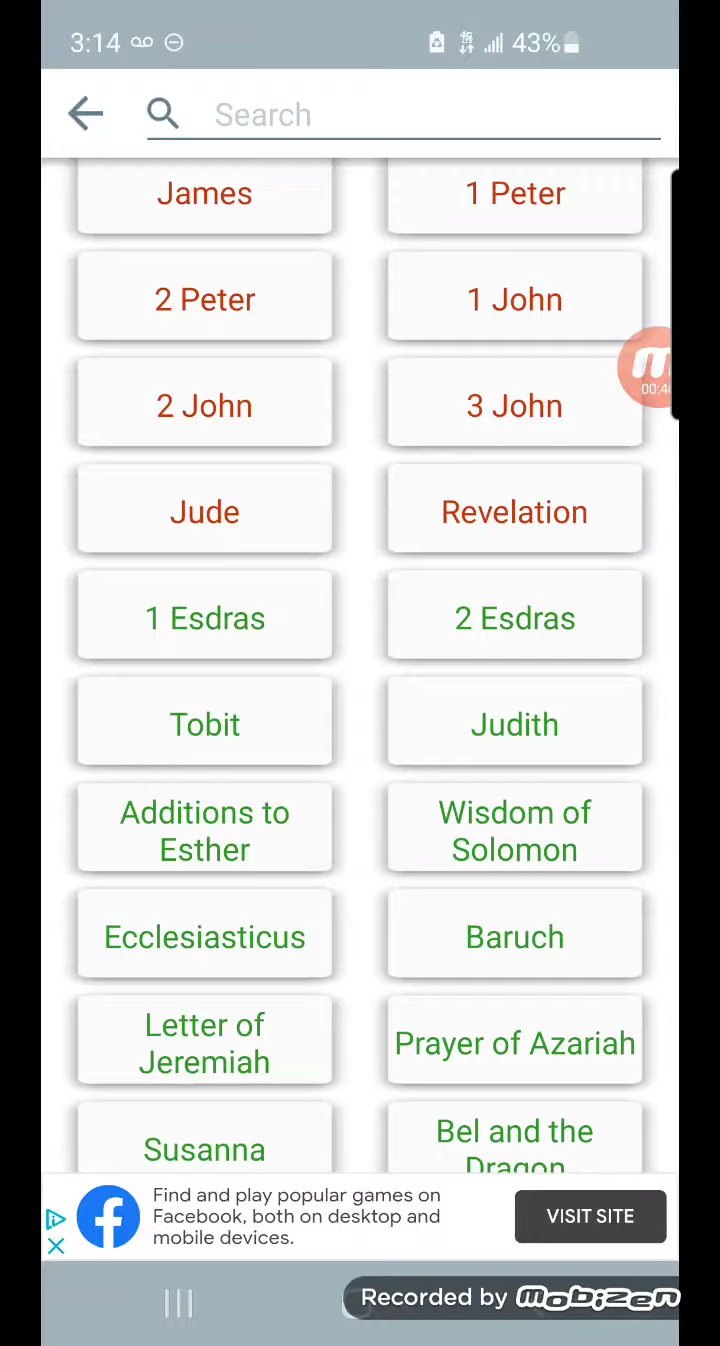 3:14 43%
Search
James 1 Peter
2 Peter 1 John
2 John 3 John
00:4
Jude Revelation
1 Esdras 2 Esdras
Tobit Judith
Additions to
Esther
Wisdom of
Solomon
Ecclesiasticus Baruch
Letter of
Jeremiah
Prayer of Azariah
Susanna
Bel and the
Dragon
Find and play popular games on
Facebook, both on desktop and
mobile devices.
VISIT SITE
Recorded by mobizen